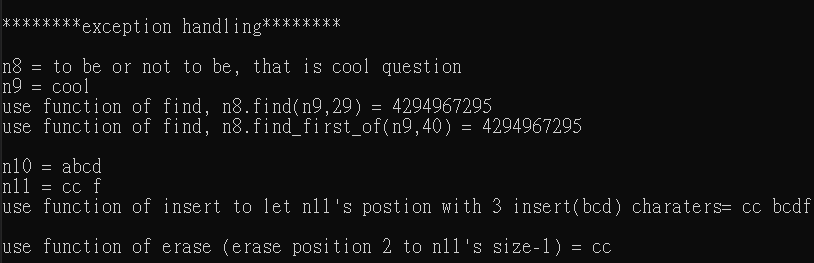 ********exception handling********
n8 = to be or not to be, that is cool question
n9 = cool
use function of find, n8.find(n9,29) = 4294967295
use function of find, n8.find_first_of(n9,40) = 4294967295
n10 = abcd
n11 = cc f
use function of insert to let n11's postion with 3 insert(bcd) charaters= cc bcdf
use function of erase (erase position 2 to n11's size-1) = cc